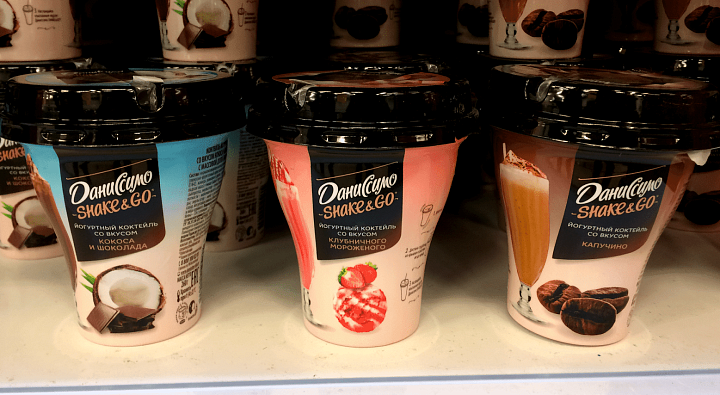 Даниссимо
SHAKE&GO
ЙОГУРТНЫЙ КОКТЕЙЛЬ
СО ВКУСОМ
КОКОСА
И ШОКОЛАДА
Даниссимо
SHAKE&GO
ЙОГУРТНЫЙ КОКТЕЙЛЬ
СО ВКУСОМ
КЛУБНИЧНОГО
МОРОЖЕНОГО
Даниссимо
SHAKE&GO
ЙОГУРТНЫЙ КОКТЕЙЛЬ
СО ВКУСОМ
КАПУЧИНО